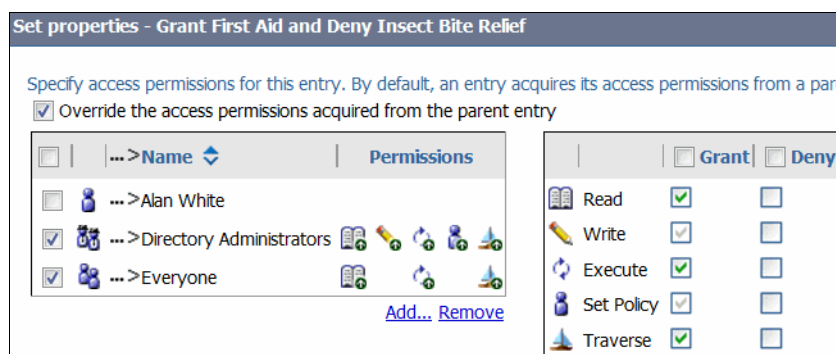 Set properties - Grant First Aid and Deny Insect Bite Relief
Specify access permissions for this entry. By default, an entry acquires its access permissions from a
Override the access permissions acquired from the parent entry
...>Name Permissions
...>Alan White
...>Directory Administrators
...>Everyone
Add... Remove
Grant Deny
Read
Write
Execute
Set Policy
Traverse